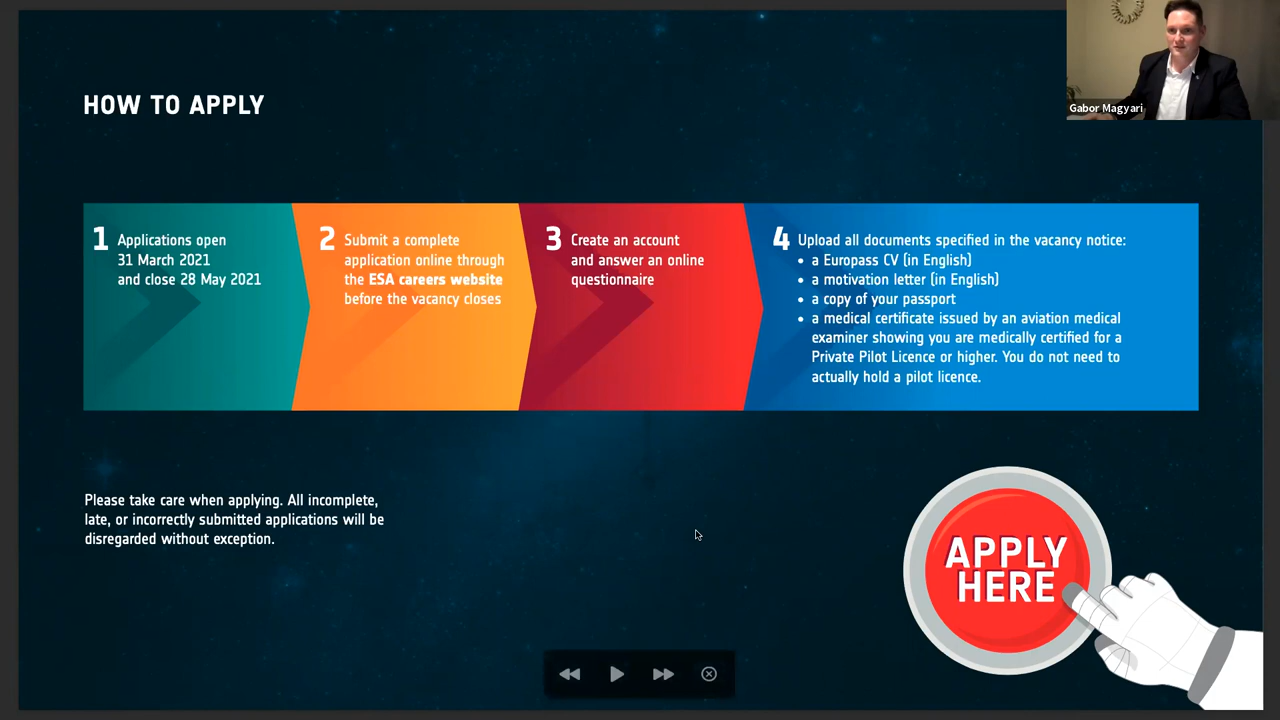 HOW TO APPLY
Gabor Magyari
1 Applications open
31 March 2021
and close 28 May 2021
2 Submit a complete
application online through
the ESA careers website
before the vacancy closes
3 Create an account
and answer an online
questionnaire
4 Upload all documents specified in the vacancy notice:
• a Europass CV (in English)
• a motivation letter (in English)
• a copy of your passport
• a medical certificate issued by an aviation medical
examiner showing you are medically certified for a
Private Pilot Licence or higher. You do not need to
actually hold a pilot licence.
Please take care when applying. All incomplete,
late, or incorrectly submitted applications will be
disregarded without exception.
APPLY
HERE